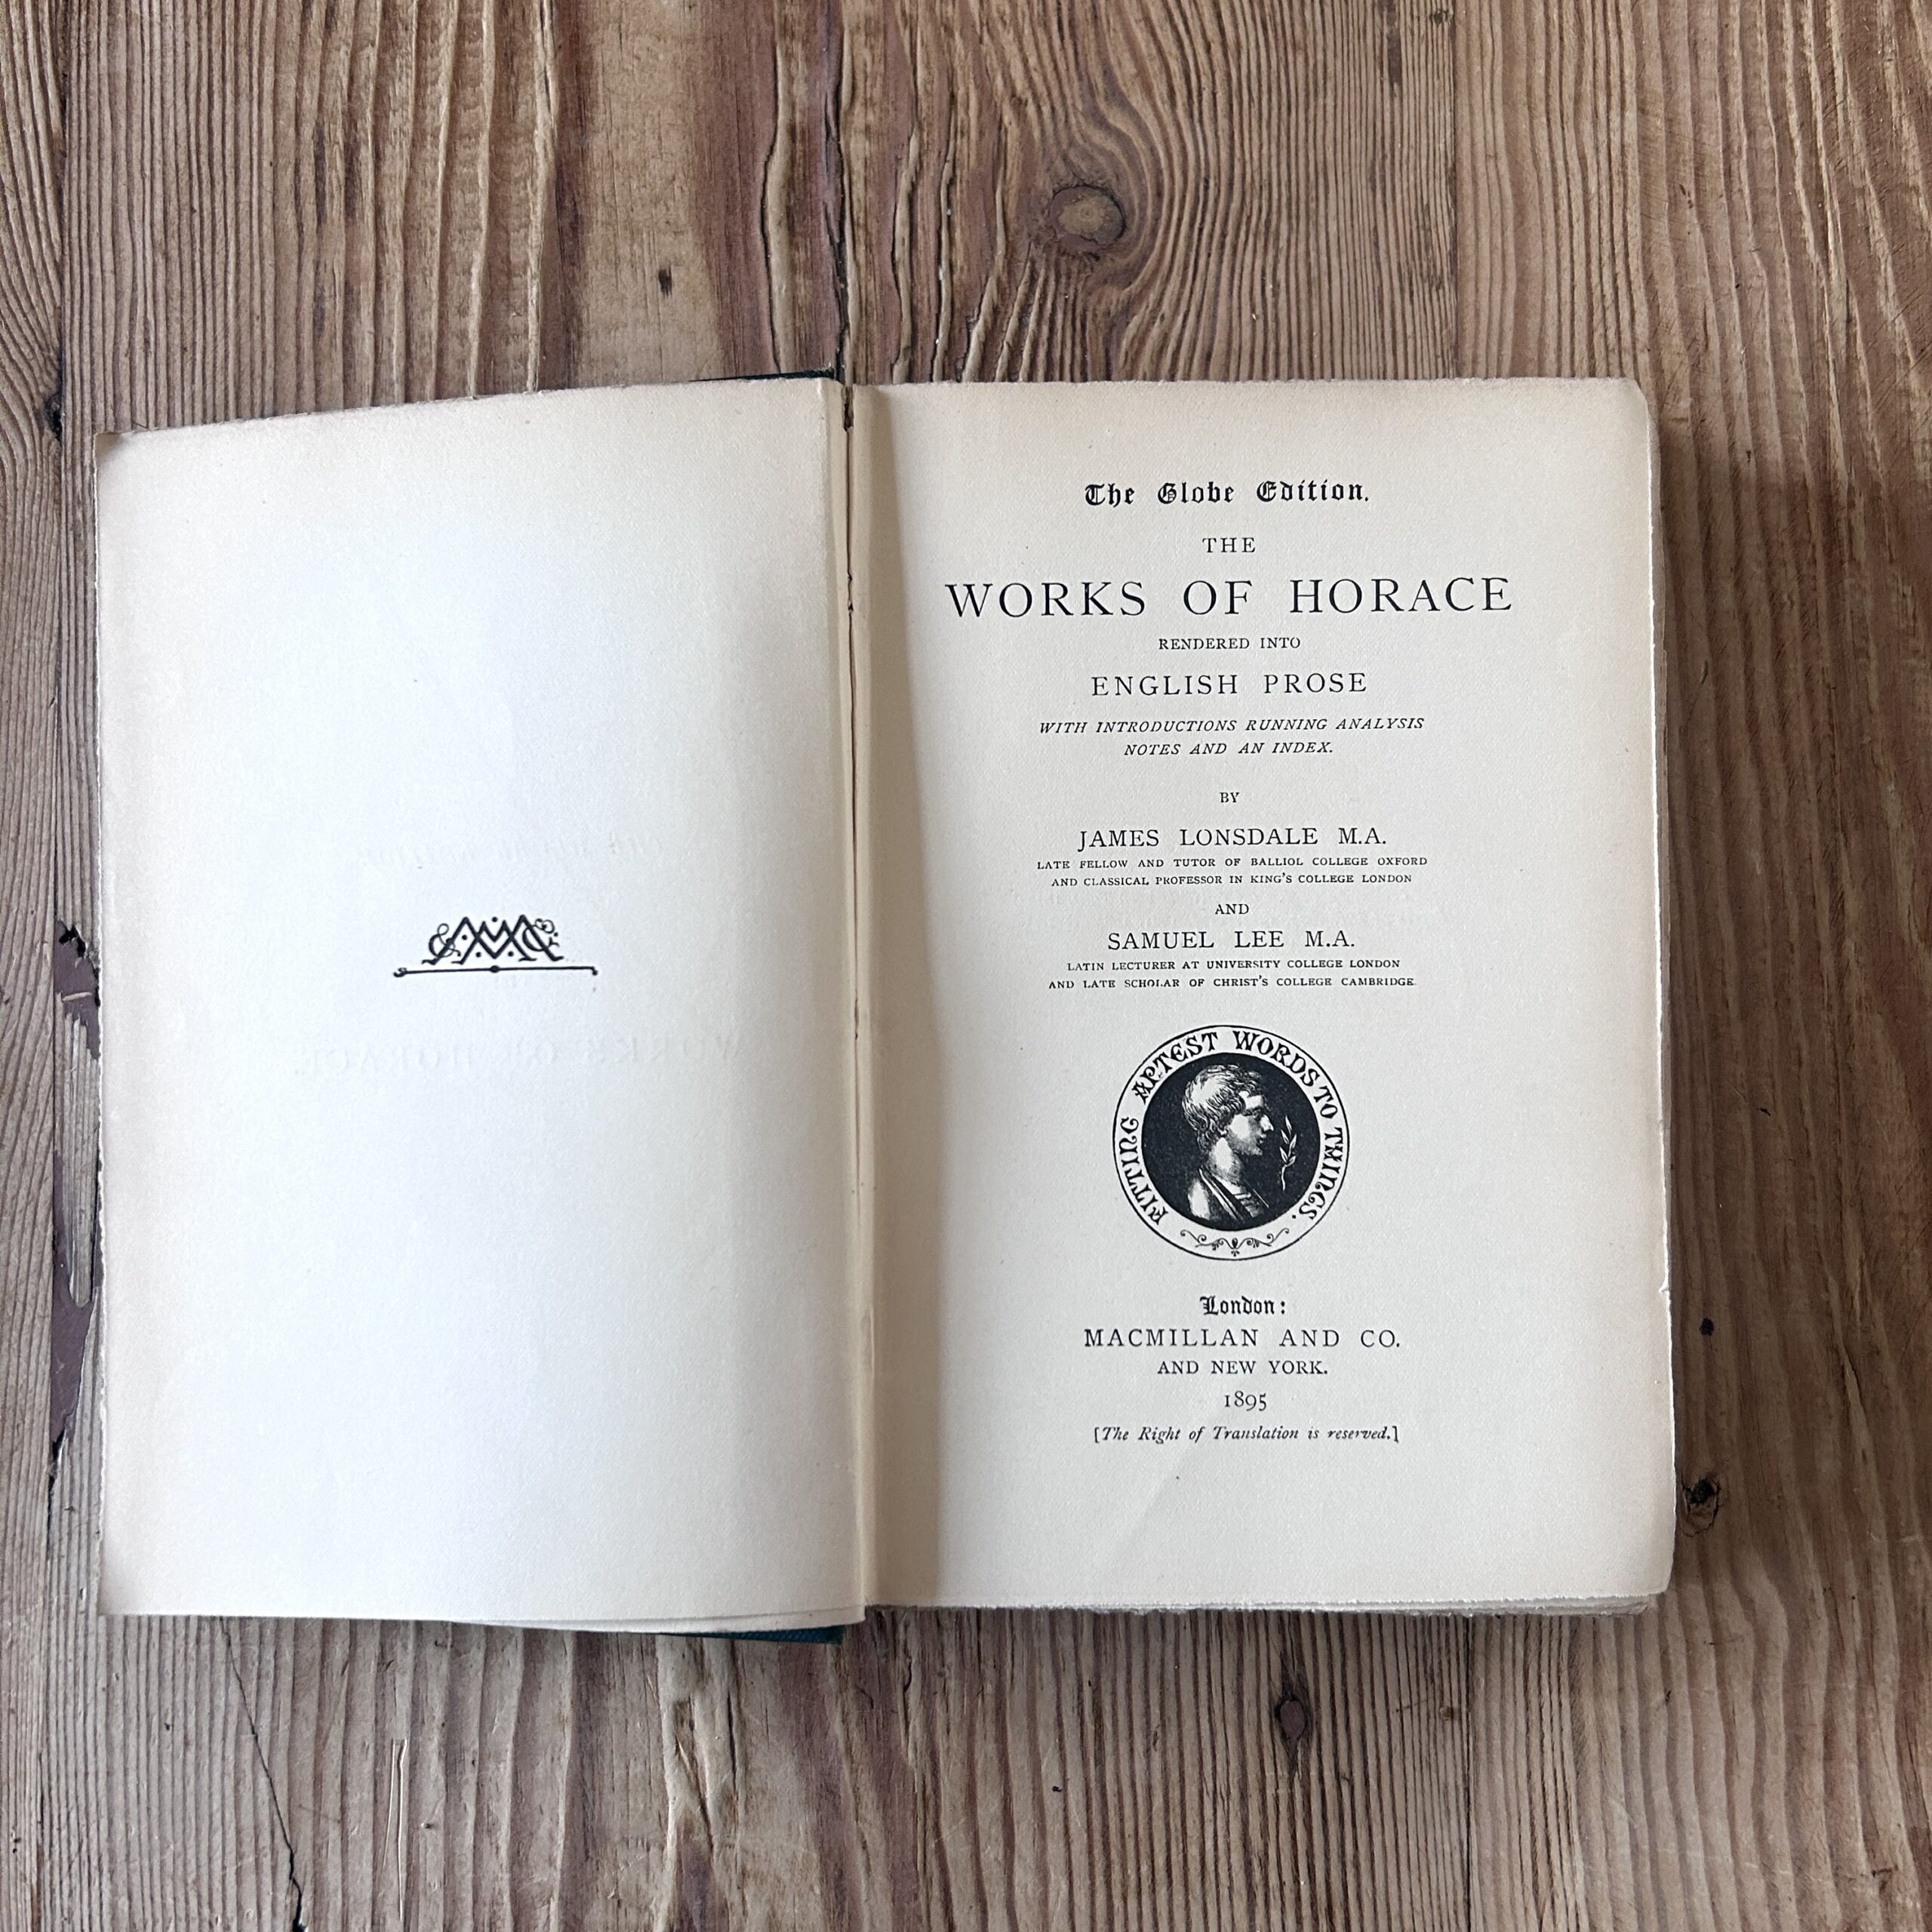 The Globe Edition.
THE
WORKS OF HORACE
RENDERED INTO
ENGLISH PROSE
WITH INTRODUCTIONS RUNNING ANALYSIS
NOTES AND AN INDEX.
BY
JAMES LONSDALE M.A.
LATE FELLOW AND TUTOR OF BALLIOL COLLEGE OXFORD
AND CLASSICAL PROFESSOR IN KING'S COLLEGE LONDON
AND
SAMUEL LEE M.A.
LATIN LECTURER AT UNIVERSITY COLLEGE LONDON
AND LATE SCHOLAR OF CHRIST'S COLLEGE CAMBRIDGE.
FITTING APTEST WORDS TO THINGS.
London:
MACMILLAN AND CO.
AND NEW YORK.
1895
[The Right of Translation is reserved.]